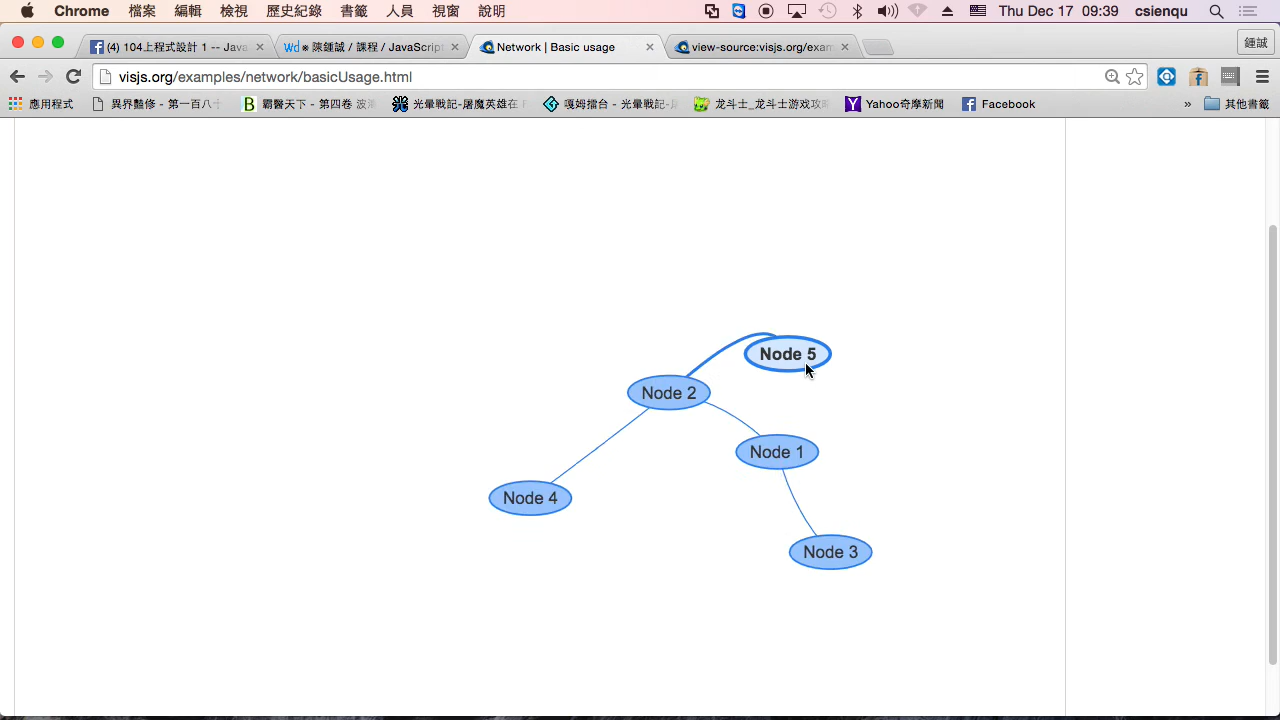 Chrome 檔案 編輯 檢視 歷史紀錄 書籤 人員 視窗 說明 Thu Dec 17 09:39 csienqu
(4) 104上程式設計 1 -- Java
Wd ※ 陳鍾誠 / 課程 / JavaScript
Network | Basic usage
view-source:visjs.org/exam
鍾誠
visjs.org/examples/network/basicUsage.html
應用程式 異界豔修 - 第一百八十 B 霸醫天下 - 第四卷 波 光暈戰記-屠魔英雄在 嘎姆擂台 - 光暈戰記- 龙斗士_龙斗士游戏攻略 Yahoo奇摩新聞 Facebook » 其他書籤
Node 5
Node 2
Node 1
Node 4
Node 3